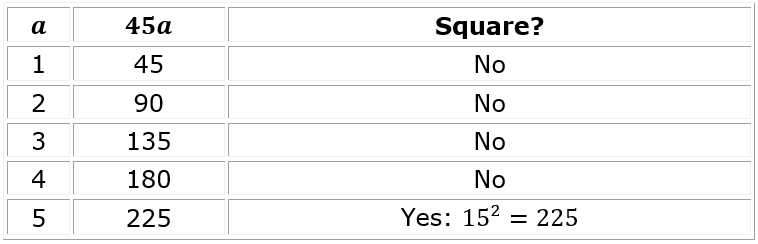 a 45a Square?
1 45 No
2 90 No
3 135 No
4 180 No
5 225 Yes: 15² = 225